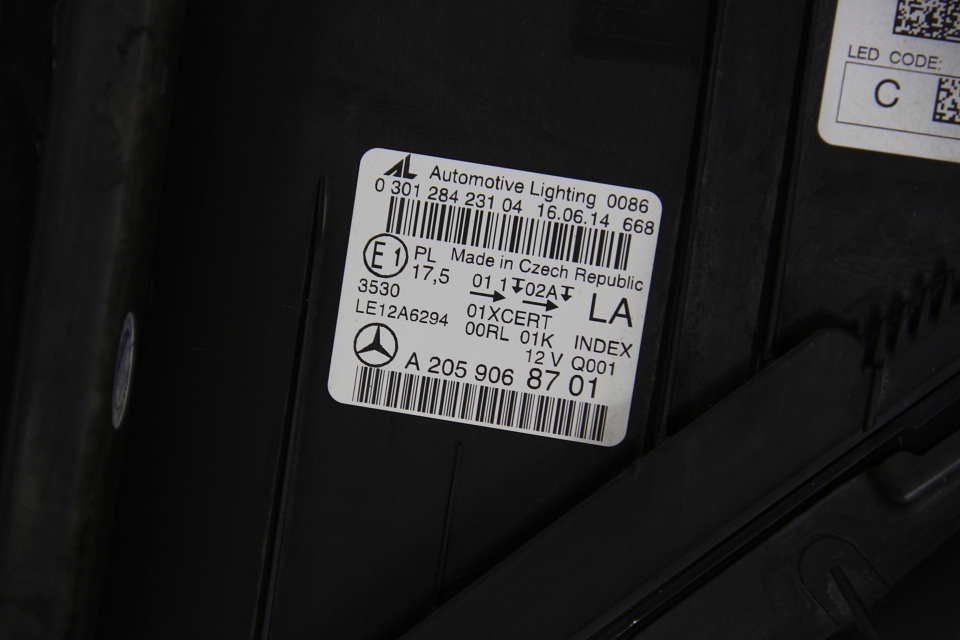 LED CODE:
C
AL Automotive Lighting 0086
0 301 284 231 04 16.06.14 668
E1 PL Made in Czech Republic
17,5 01 1 02A LA
3530
LE12A6294 01XCERT
00RL 01K INDEX
12 V Q001
A 205 906 87 01